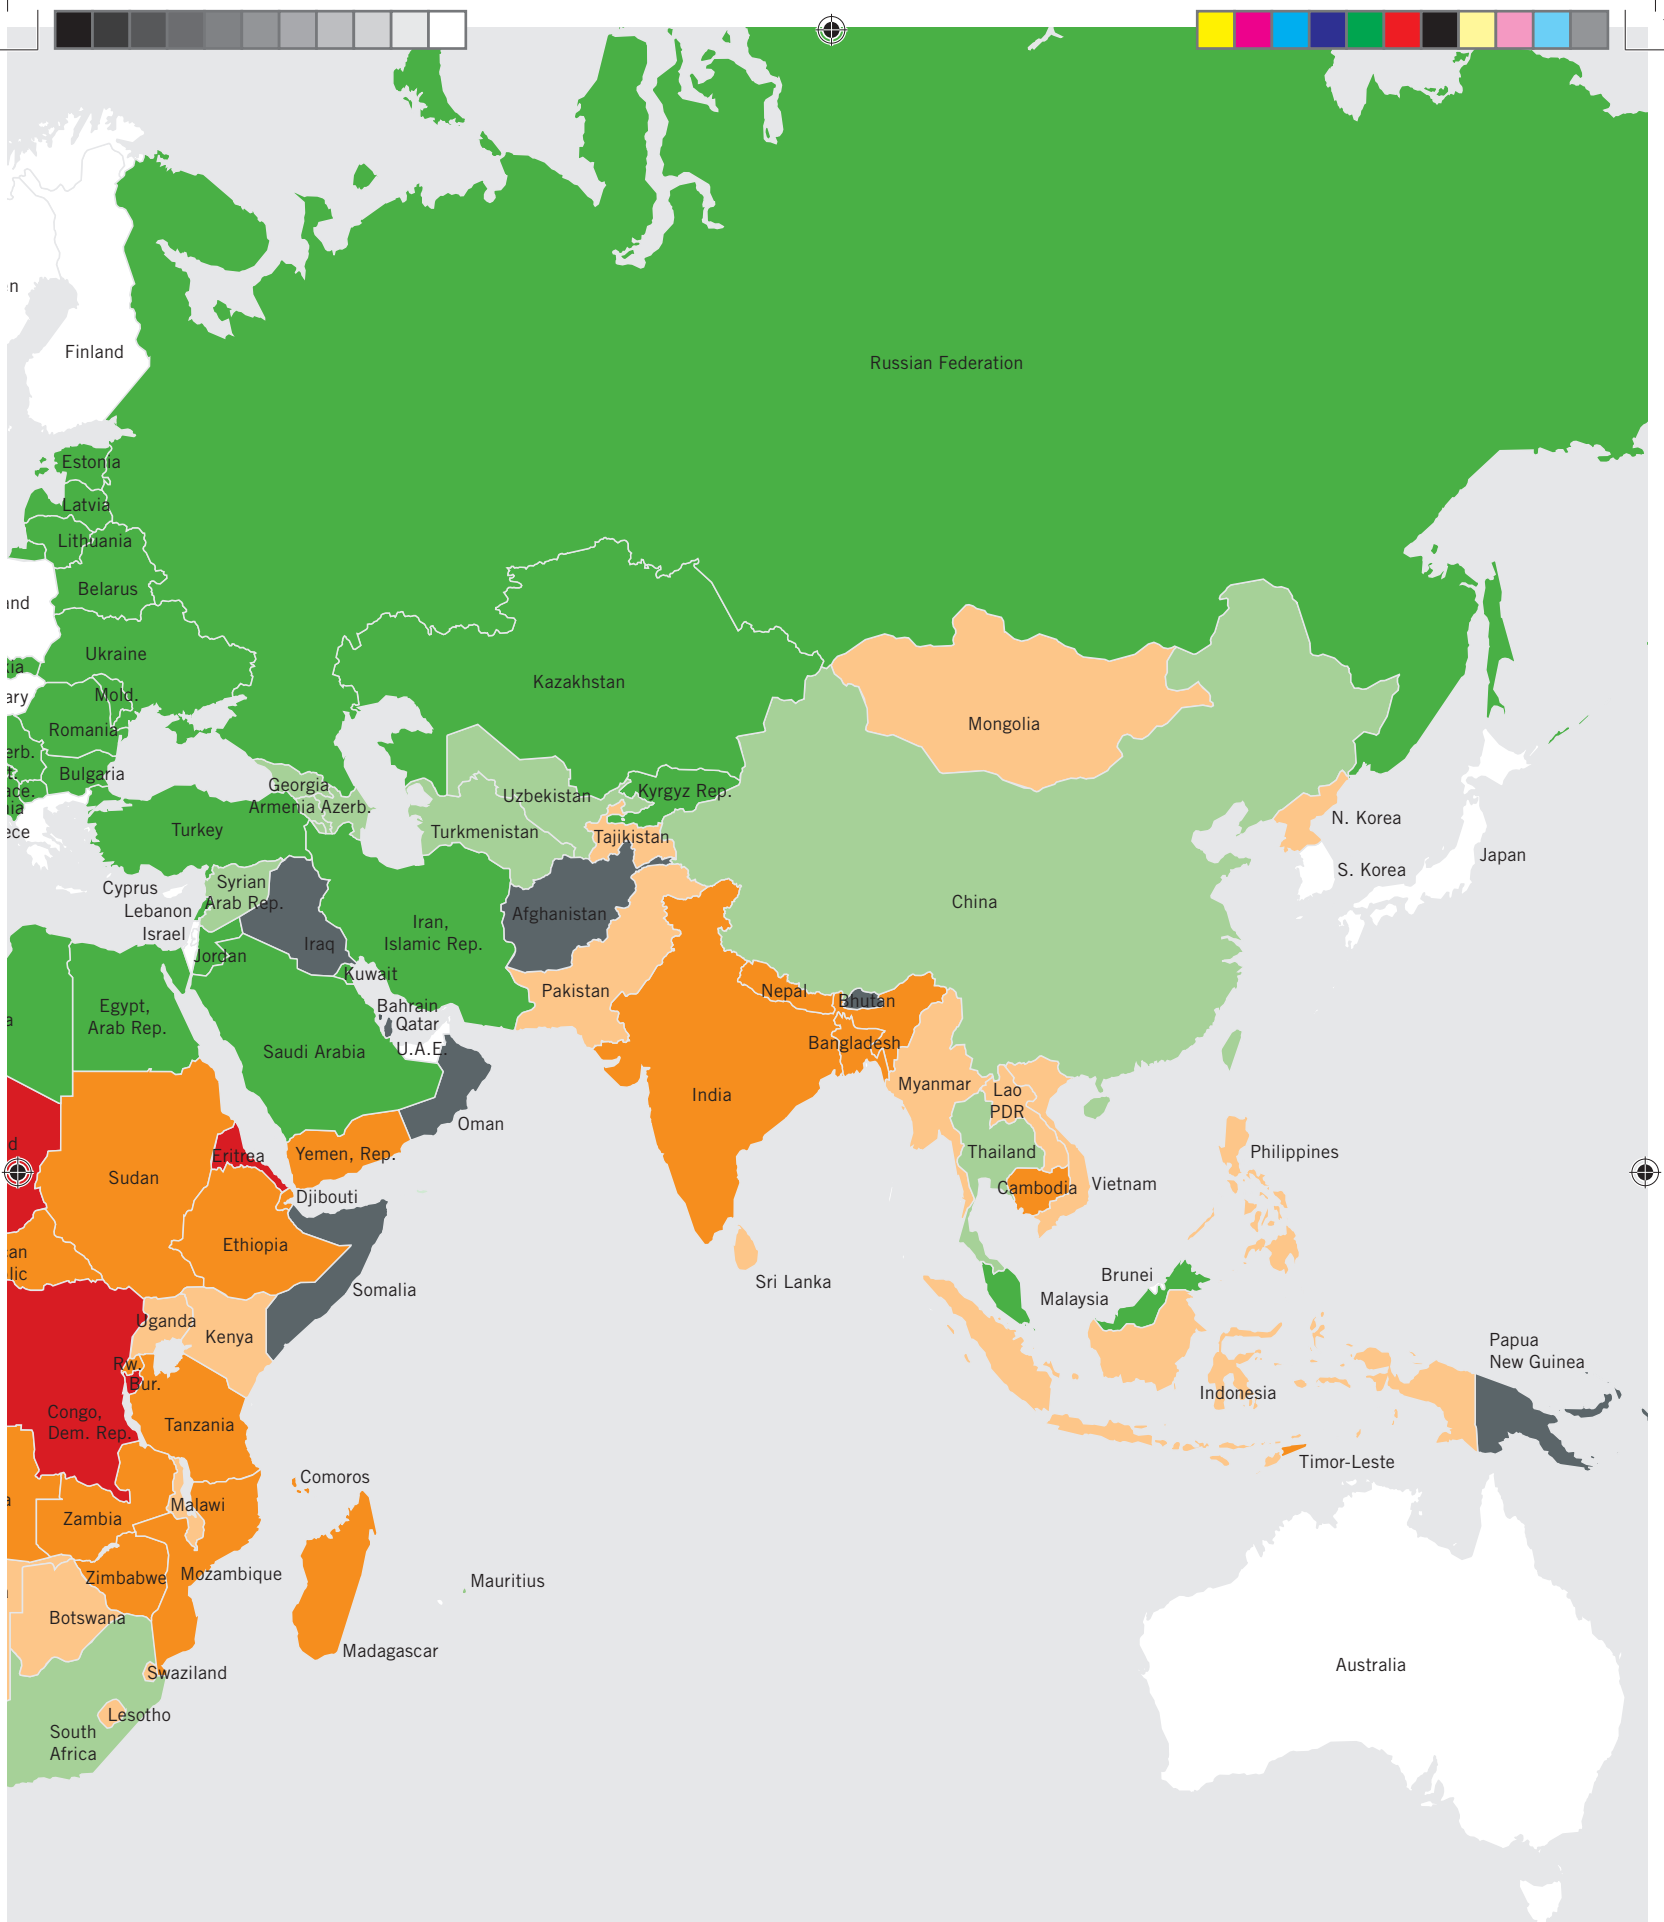 Finland
Russian Federation
Estonia
Latvia
Lithuania
Belarus
Ukraine
Mold.
Romania
Bulgaria
Kazakhstan
Mongolia
Georgia
Armenia Azerb.
Uzbekistan
Kyrgyz Rep.
Turkey
Turkmenistan
Tajikistan
N. Korea
S. Korea
Japan
Cyprus
Lebanon
Israel
Syrian
Arab Rep.
Iraq
Jordan
Kuwait
Iran,
Islamic Rep.
Afghanistan
China
Pakistan
Nepal
Bhutan
Bangladesh
India
Egypt,
Arab Rep.
Bahrain
Qatar
U.A.E.
Saudi Arabia
Oman
Yemen, Rep.
Myanmar
Lao
PDR
Thailand
Cambodia
Vietnam
Philippines
Eritrea
Sudan
Djibouti
Ethiopia
Somalia
Sri Lanka
Brunei
Malaysia
Indonesia
Papua
New Guinea
Timor-Leste
Uganda
Kenya
Rw.
Bur.
Congo,
Dem. Rep.
Tanzania
Comoros
Malawi
Zambia
Zimbabwe
Mozambique
Mauritius
Botswana
Madagascar
Swaziland
Lesotho
South
Africa
Australia